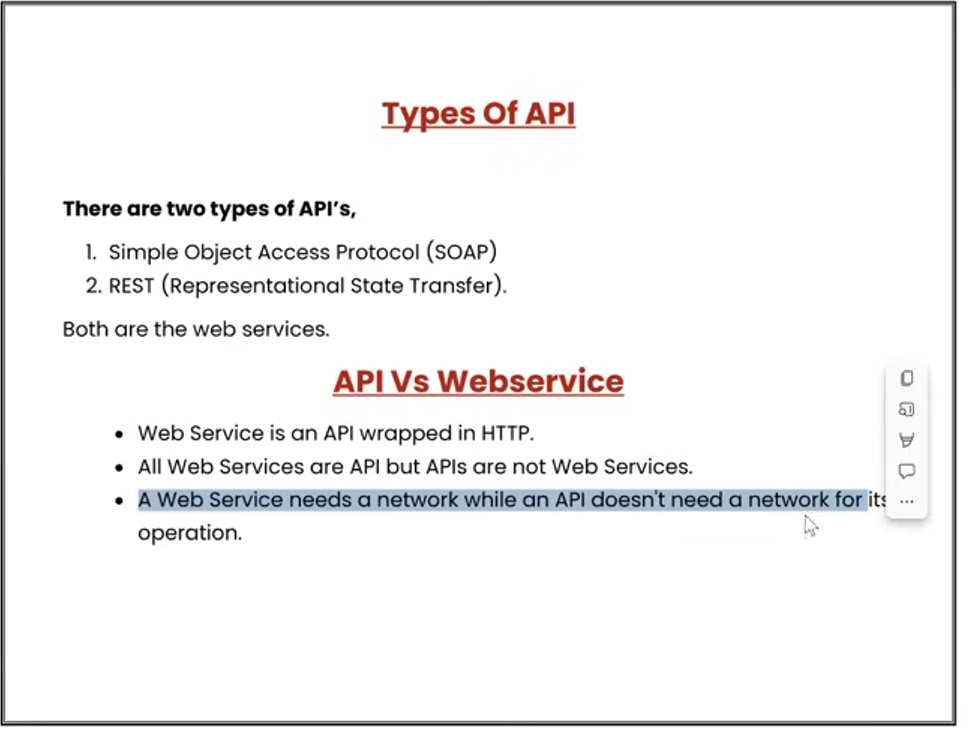 Types Of API
There are two types of API’s,
1. Simple Object Access Protocol (SOAP)
2. REST (Representational State Transfer).
Both are the web services.
API Vs Webservice
• Web Service is an API wrapped in HTTP.
• All Web Services are API but APIs are not Web Services.
• A Web Service needs a network while an API doesn't need a network for its
operation.